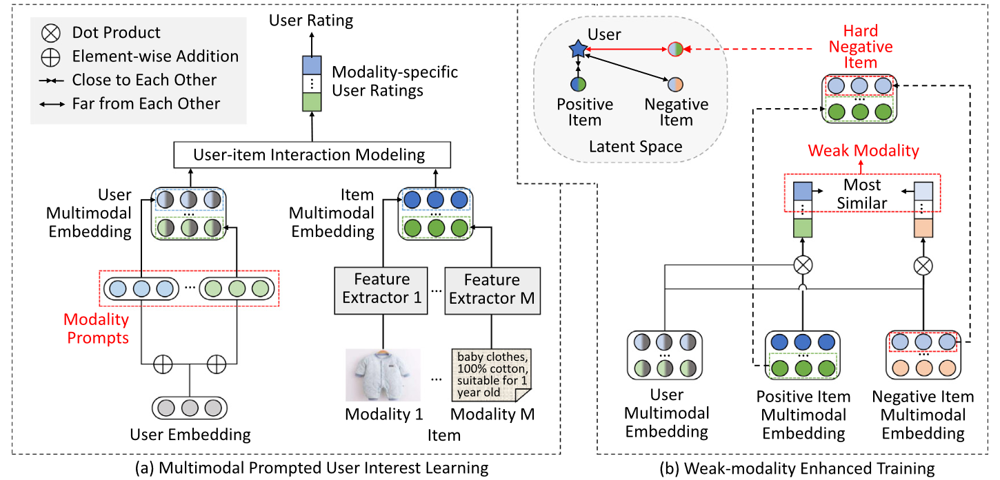 Dot Product
Element-wise Addition
Close to Each Other
Far from Each Other
User Rating
Modality-specific
User Ratings
User-item Interaction Modeling
User
Multimodal
Embedding
...
Item
Multimodal
Embedding
...
...
Modality
Prompts
Feature
Extractor 1
...
Feature
Extractor M
baby clothes,
100% cotton,
suitable for 1
year old
...
Modality 1
Modality M
Item
User Embedding
(a) Multimodal Prompted User Interest Learning
User
Positive
Item
Negative
Item
Latent Space
Hard
Negative
Item
...
Weak Modality
Most
Similar
...
...
...
User
Multimodal
Embedding
Positive Item
Multimodal
Embedding
Negative Item
Multimodal
Embedding
(b) Weak-modality Enhanced Training